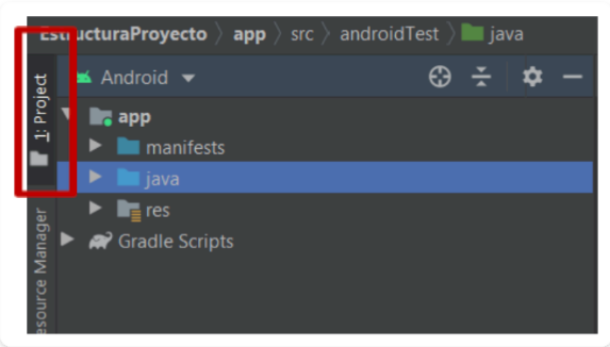 EstructuraProyecto 〉 app 〉 src 〉 androidTest 〉 java
1: Project
Android
app
manifests
java
res
Gradle Scripts
esource Manager